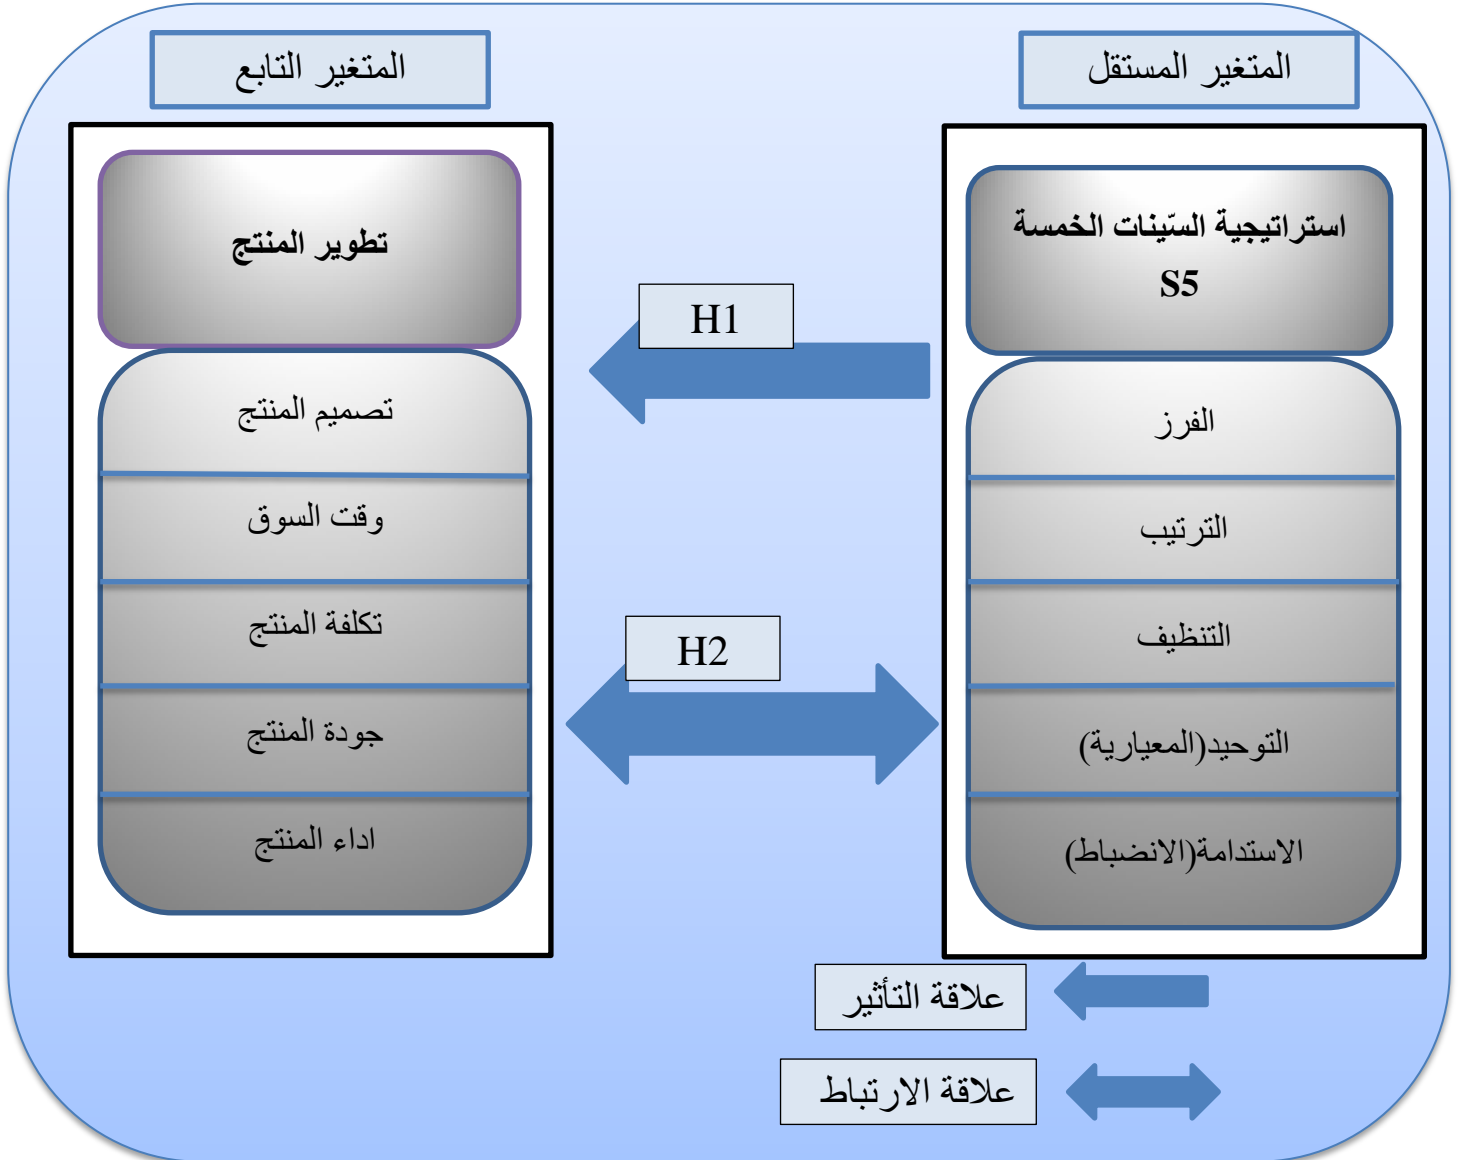 المتغير المستقل
استراتيجية السّينات الخمسة
S5
الفرز
الترتيب
التنظيف
التوحيد(المعيارية)
الاستدامة(الانضباط)
H1
H2
المتغير التابع
تطوير المنتج
تصميم المنتج
وقت السوق
تكلفة المنتج
جودة المنتج
اداء المنتج
علاقة التأثير
علاقة الارتباط